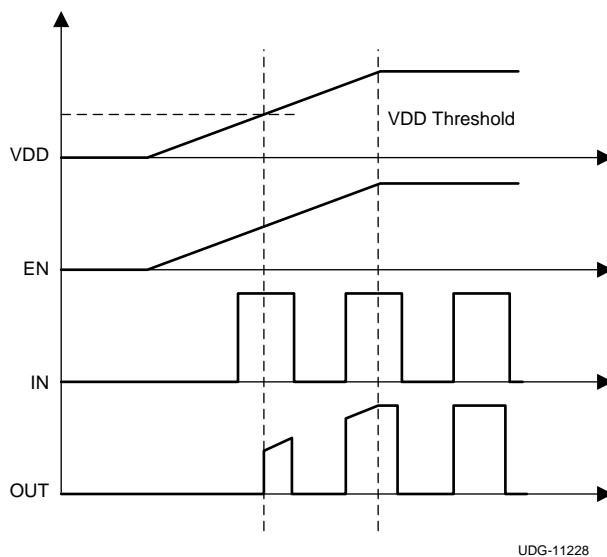 VDD Threshold
VDD
EN
IN
OUT
UDG-11228